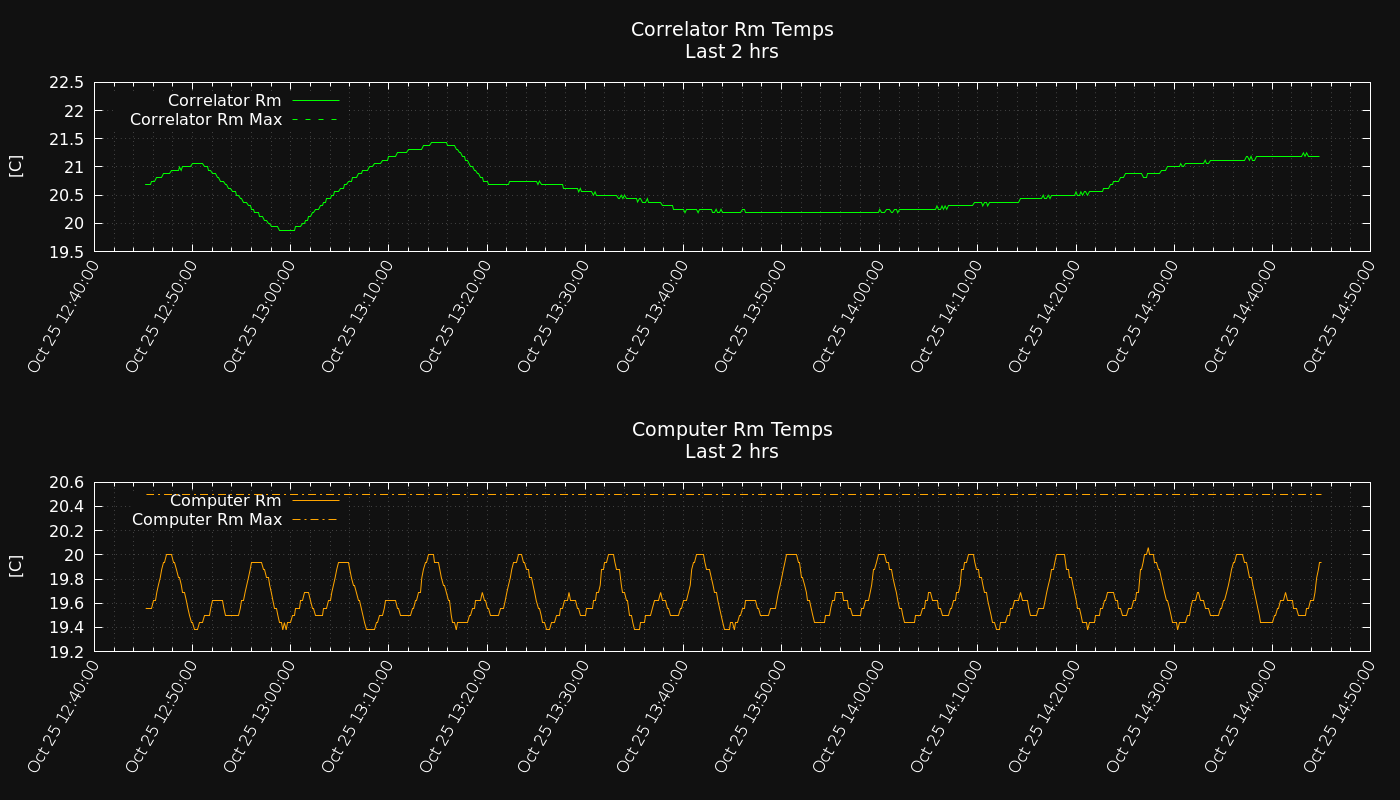 Correlator Rm Temps
Last 2 hrs
22.5
22
21.5
21
20.5
20
19.5
[C]
Correlator Rm
Correlator Rm Max
Oct 25 12:40:00
Oct 25 12:50:00
Oct 25 13:00:00
Oct 25 13:10:00
Oct 25 13:20:00
Oct 25 13:30:00
Oct 25 13:40:00
Oct 25 13:50:00
Oct 25 14:00:00
Oct 25 14:10:00
Oct 25 14:20:00
Oct 25 14:30:00
Oct 25 14:40:00
Oct 25 14:50:00
Computer Rm Temps
Last 2 hrs
20.6
20.4
20.2
20
19.8
19.6
19.4
19.2
[C]
Computer Rm
Computer Rm Max
Oct 25 12:40:00
Oct 25 12:50:00
Oct 25 13:00:00
Oct 25 13:10:00
Oct 25 13:20:00
Oct 25 13:30:00
Oct 25 13:40:00
Oct 25 13:50:00
Oct 25 14:00:00
Oct 25 14:10:00
Oct 25 14:20:00
Oct 25 14:30:00
Oct 25 14:40:00
Oct 25 14:50:00